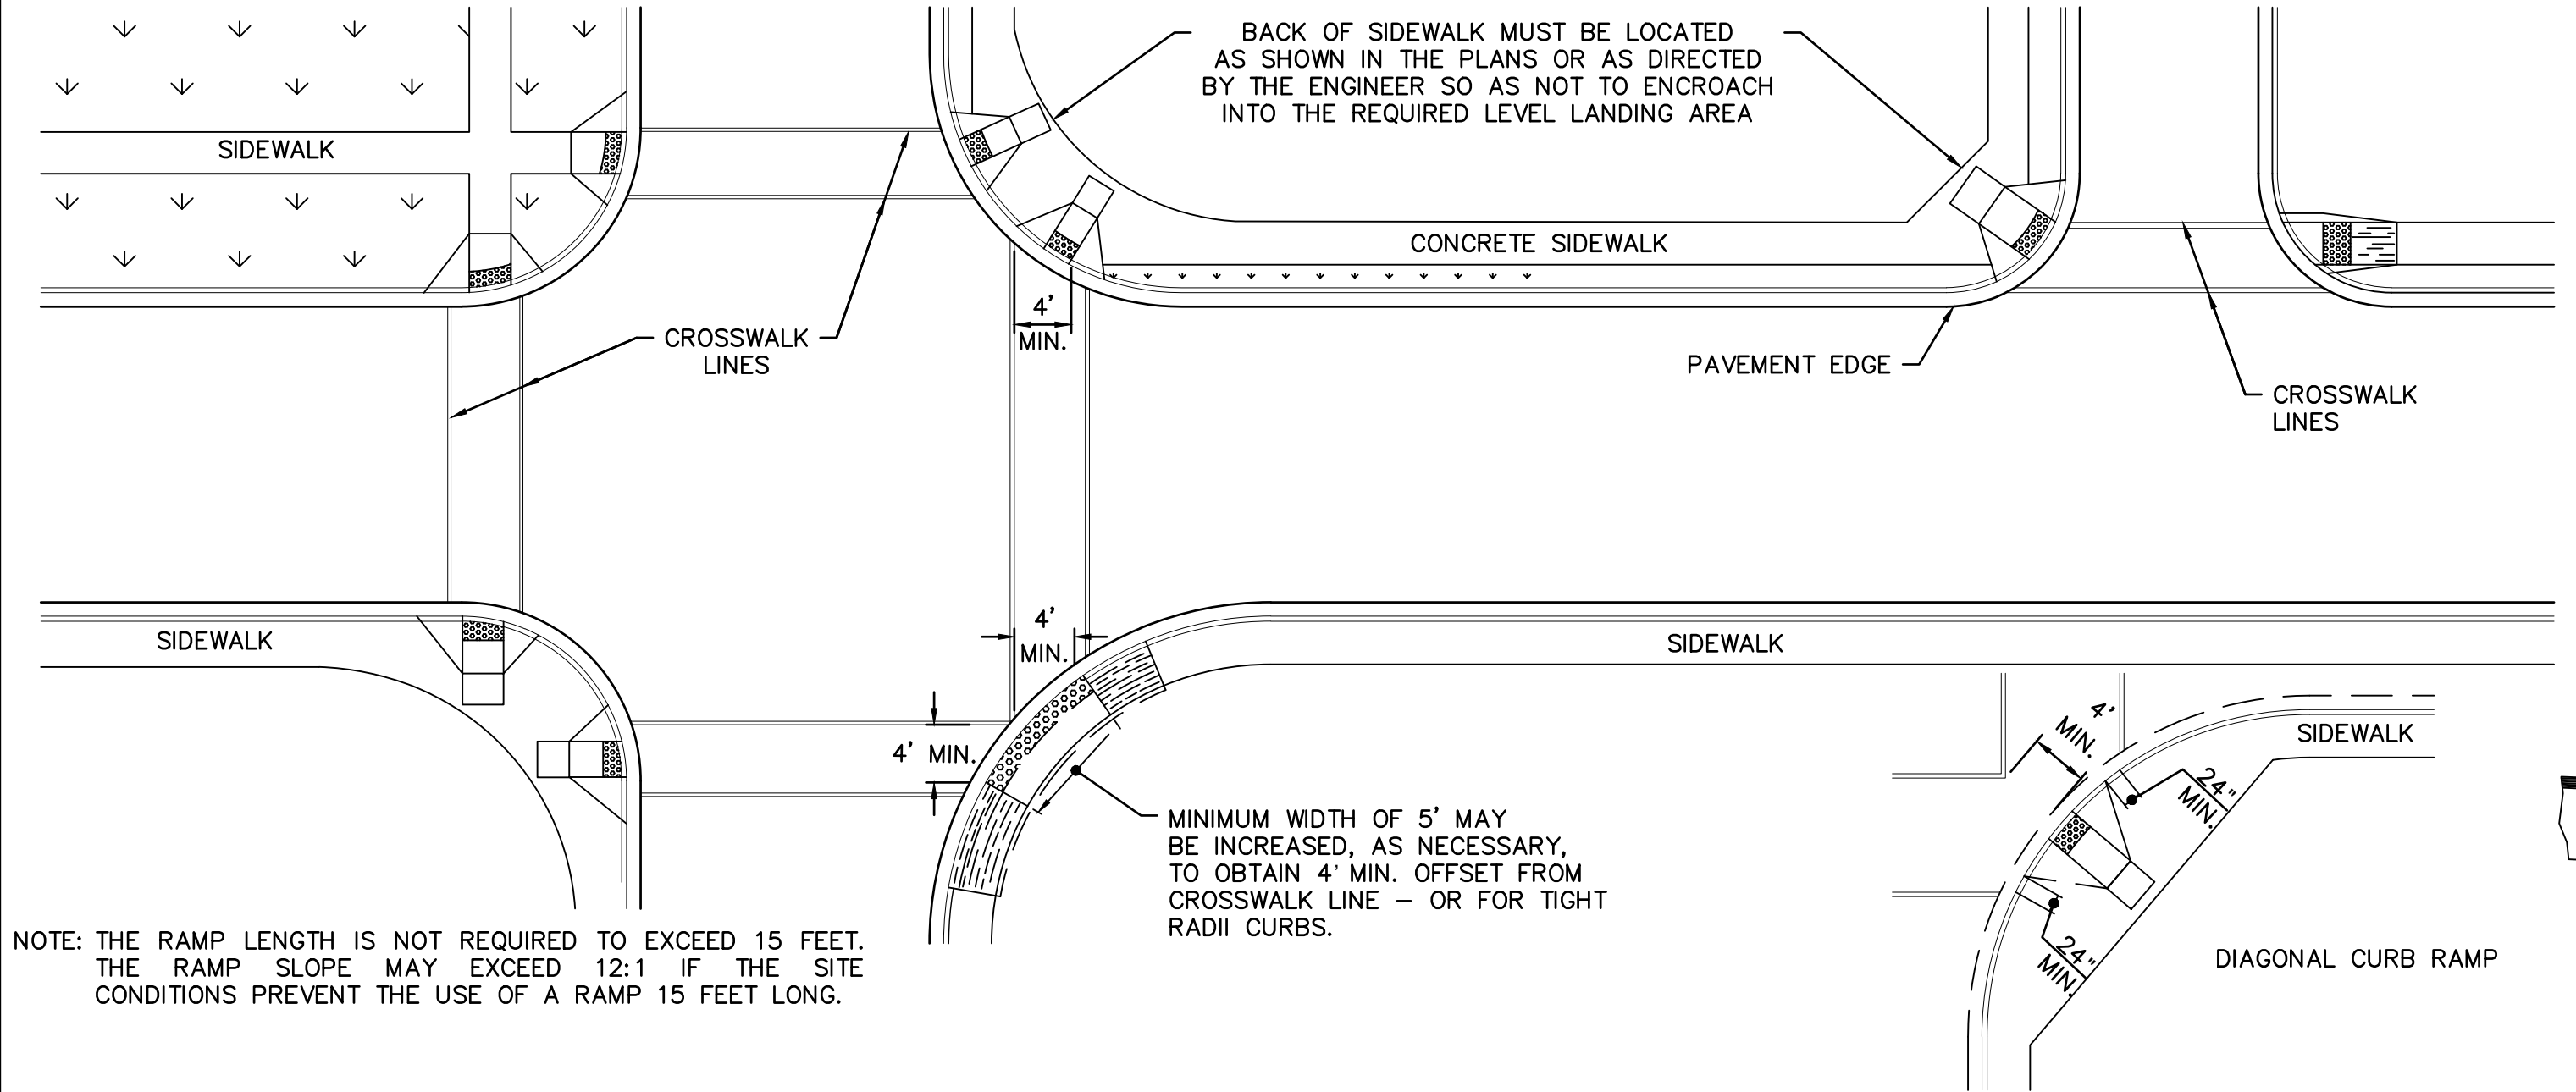 BACK OF SIDEWALK MUST BE LOCATED
AS SHOWN IN THE PLANS OR AS DIRECTED
BY THE ENGINEER SO AS NOT TO ENCROACH
INTO THE REQUIRED LEVEL LANDING AREA
SIDEWALK
CONCRETE SIDEWALK
4'
MIN.
CROSSWALK
LINES
PAVEMENT EDGE
CROSSWALK
LINES
SIDEWALK
4'
MIN.
SIDEWALK
4' MIN.
4'
MIN.
SIDEWALK
24"
MIN.
MINIMUM WIDTH OF 5' MAY
BE INCREASED, AS NECESSARY,
TO OBTAIN 4' MIN. OFFSET FROM
CROSSWALK LINE – OR FOR TIGHT
RADII CURBS.
24"
MIN.
DIAGONAL CURB RAMP
NOTE: THE RAMP LENGTH IS NOT REQUIRED TO EXCEED 15 FEET.
THE RAMP SLOPE MAY EXCEED 12:1 IF THE SITE
CONDITIONS PREVENT THE USE OF A RAMP 15 FEET LONG.